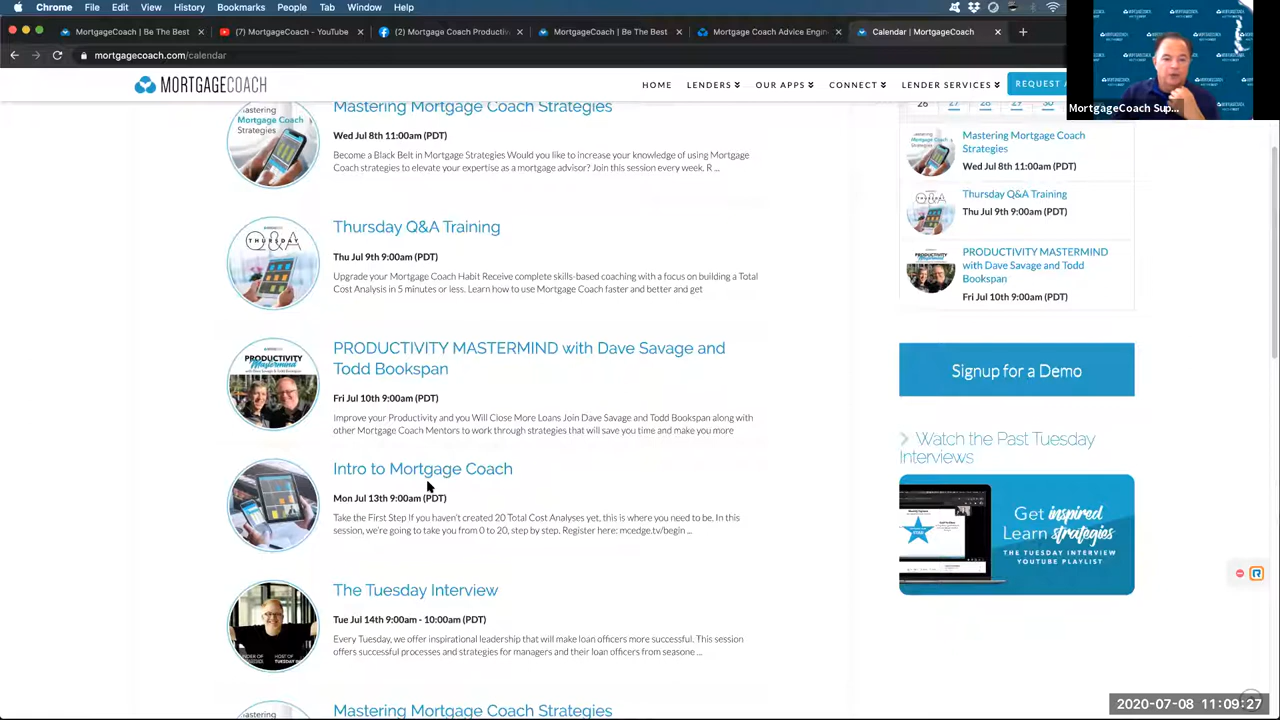 Chrome File Edit View History Bookmarks People Tab Window Help
MortgageCoach | Be The Best
(7) MortgageCoach - YouTube
Coach Producti
MortgageCoach | Be The Best
Mortgage Coach Advice Engin
Calendar | MortgageCoach
mortgagecoach.com/calendar
MORTGAGECOACH
HOME LENDERS
LENDER SERVICES
MortgageCoach Sup...
Mastering Mortgage Coach Strategies
Wed Jul 8th 11:00am (PDT)
Become a Black Belt in Mortgage Strategies Would you like to increase your knowledge of using Mortgage
Coach strategies to elevate your expertise as a mortgage advisor? Join this session every week. R ...
Mortgage Coach
Strategies
Thursday Q&A Training
Thu Jul 9th 9:00am (PDT)
Upgrade Mortgage Coach Habit Receive complete skills-based coaching with a focus on building a Total
Cost Analysis in 5 minutes or less. Learn how to use Mortgage Coach faster and better and get
THURSDAY
Q&A
PRODUCTIVITY MASTERMIND with Dave Savage and
Todd Bookspan
Fri Jul 10th 9:00am (PDT)
Improve your Productivity and you Will Close More Loans Join Dave Savage and Todd Bookspan along with
other Mortgage Coach Mentors to work through strategies that will save you time and make you more
PRODUCTIVITY
Mastermind
Intro to Mortgage Coach
Mon Jul 13th 9:00am (PDT)
Take the First Step If you haven't created 20 Total Cost Analyses yet, this is where you need to be. In this
session, we are going to help you have success step by step. Register here: mcedge.tv/begin ...
The Tuesday Interview
Tue Jul 14th 9:00am - 10:00am (PDT)
Every Tuesday, we offer inspirational leadership that will make loan officers more successful. This session
offers successful processes and strategies for managers and their loan officers from someone ...
Mastering Mortgage Coach Strategies
26 27 28 29 30
Mastering Mortgage Coach
Strategies
Wed Jul 8th 11:00am (PDT)
Thursday Q&A Training
Thu Jul 9th 9:00am (PDT)
PRODUCTIVITY MASTERMIND
with Dave Savage and Todd
Bookspan
Fri Jul 10th 9:00am (PDT)
Signup for a Demo
Watch the Past Tuesday
Interviews
Get inspired
Learn strategies
THE TUESDAY INTERVIEW
YOUTUBE PLAYLIST
2020-07-08 11:09:27